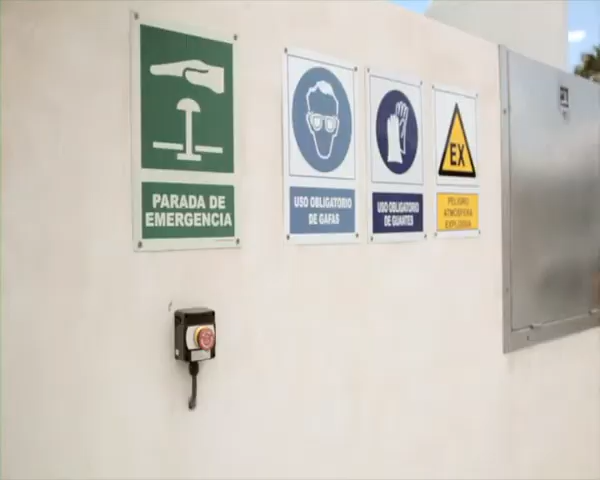 PARADA DE
EMERGENCIA
USO OBLIGATORIO
DE GAFAS
USO OBLIGATORIO
DE GUANTES
EX
PELIGRO
ATMÓSFERA
EXPLOSIVA